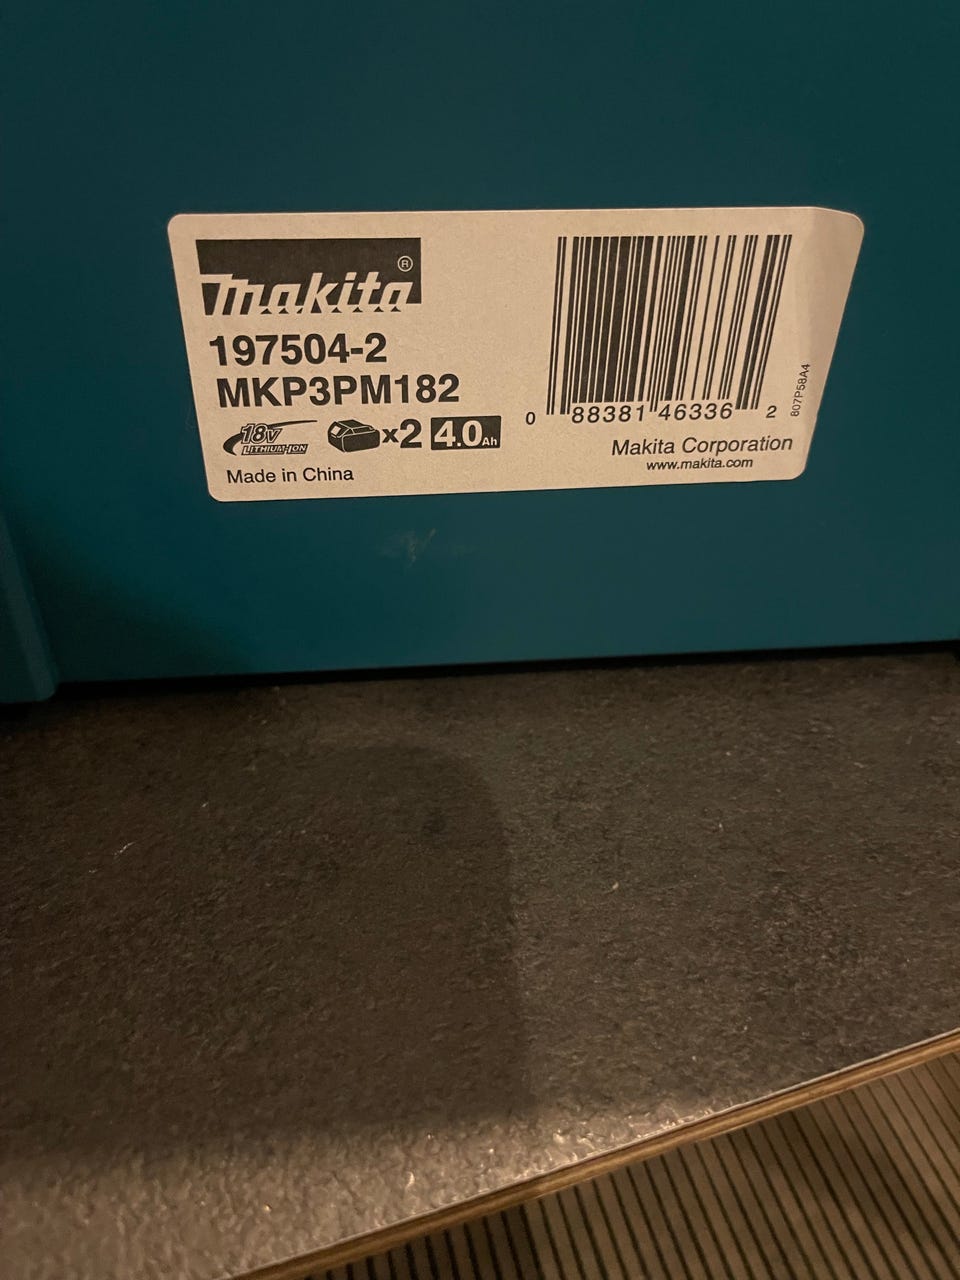 makita®
197504-2
MKP3PM182
18V LITHIUM-ION x2 4.0Ah
Made in China
0 88381 46336 2
807P58A4
Makita Corporation
www.makita.com